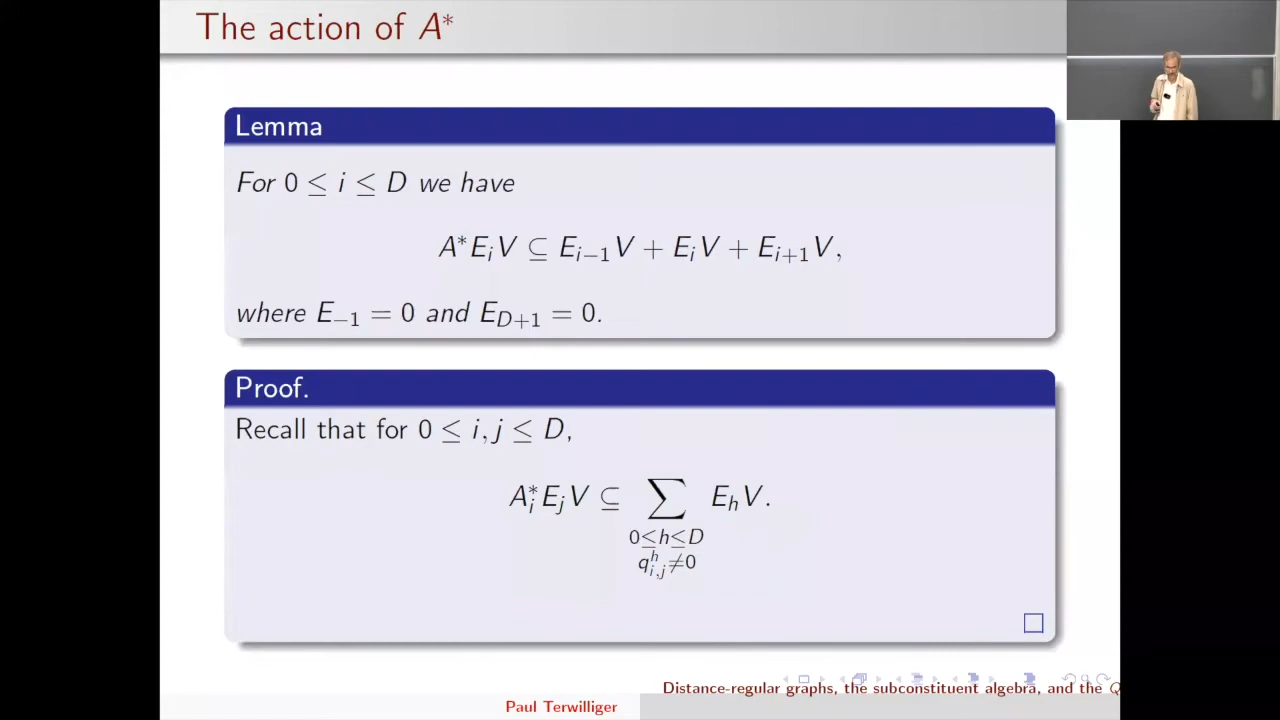 The action of A*
Lemma
For 0 ≤ i ≤ D we have
A*E_iV ⊆ E_{i−1}V + E_iV + E_{i+1}V,
where E_{−1} = 0 and E_{D+1} = 0.
Proof.
Recall that for 0 ≤ i, j ≤ D,
A_i^*E_jV ⊆ ∑_{0≤h≤D, q^h_{i,j}≠0} E_hV.
□
Distance-regular graphs, the subconstituent algebra, and the Q
Paul Terwilliger